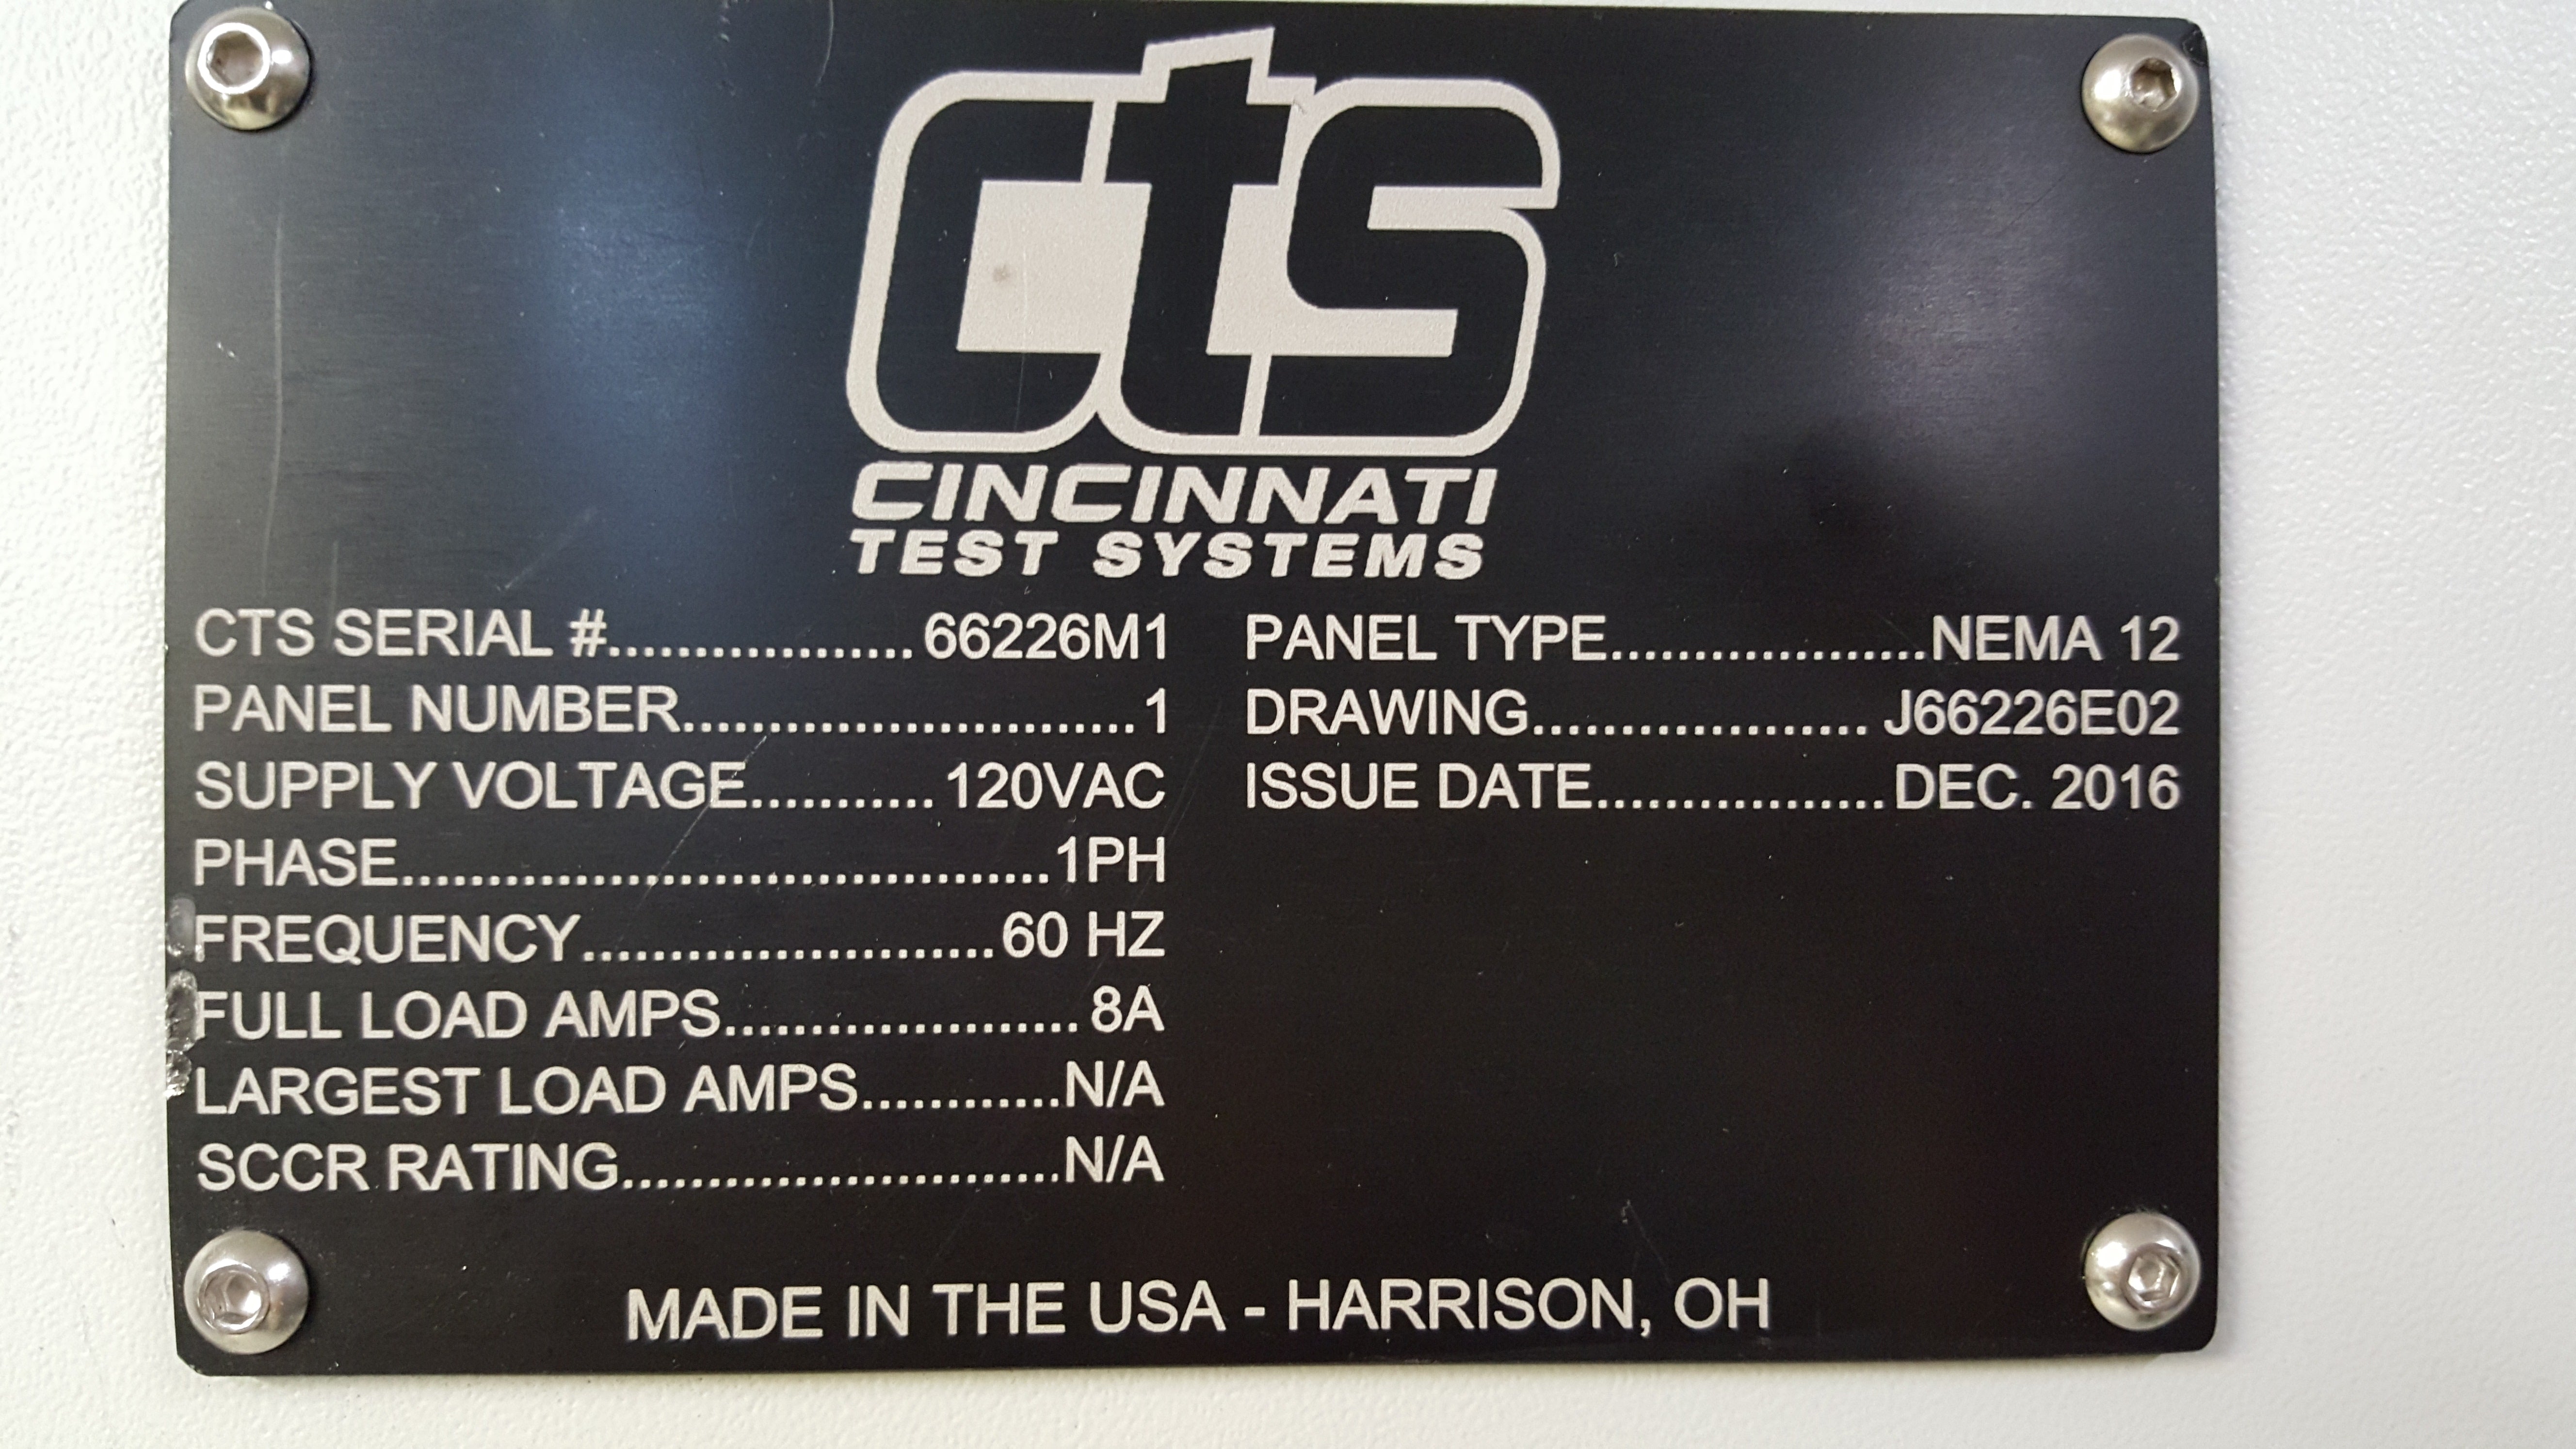 cts
CINCINNATI
TEST SYSTEMS
CTS SERIAL #..................66226M1
PANEL NUMBER...........................1
SUPPLY VOLTAGE...........120VAC
PHASE......................................1PH
FREQUENCY........................60 HZ
FULL LOAD AMPS.....................8A
LARGEST LOAD AMPS............N/A
SCCR RATING..........................N/A
PANEL TYPE...................NEMA 12
DRAWING....................J66226E02
ISSUE DATE.................DEC. 2016
MADE IN THE USA - HARRISON, OH